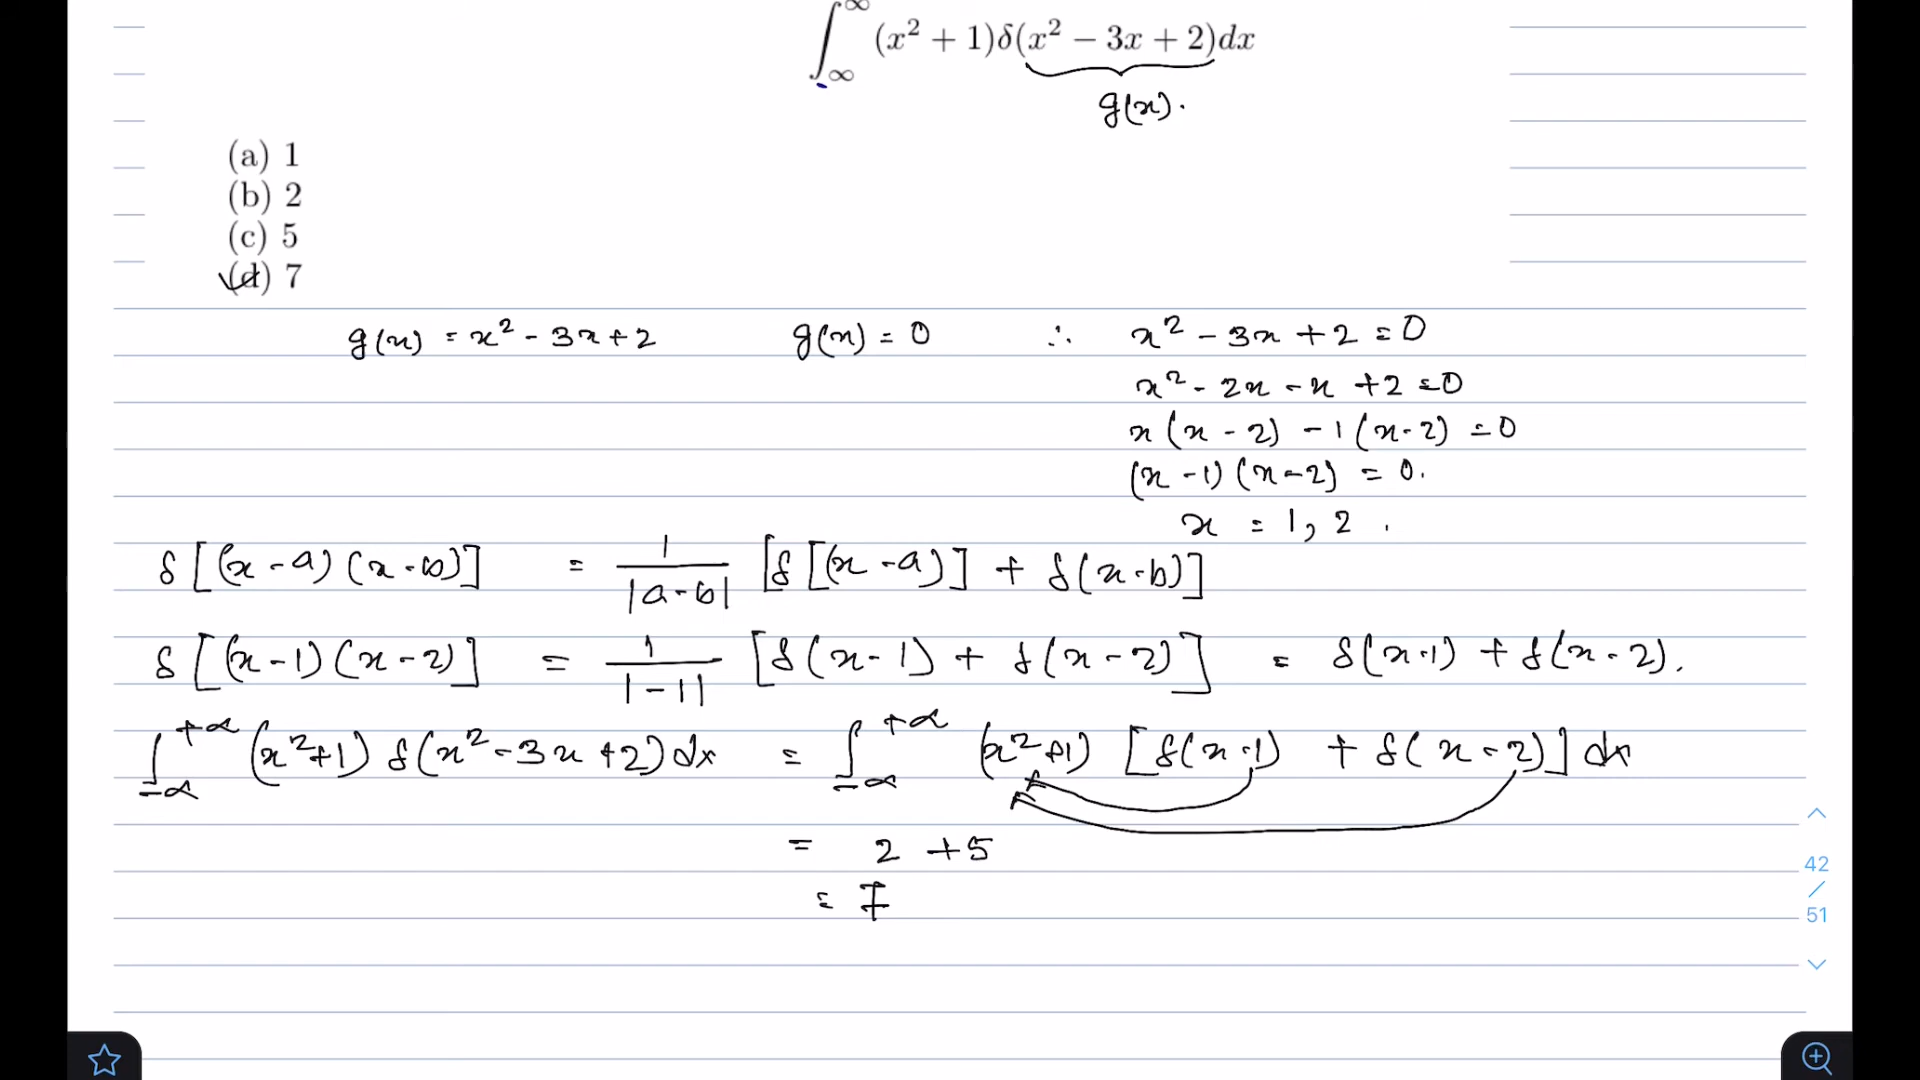 ∫_∞^∞ (x² + 1)δ(x² − 3x + 2)dx
g(x).
(a) 1
(b) 2
(c) 5
(d) 7
g(x) = x² - 3x + 2 g(x) = 0 ∴ x² - 3x + 2 = 0
x² - 2x - x + 2 = 0
x(x - 2) - 1(x - 2) = 0
(x - 1)(x - 2) = 0.
x = 1, 2.
δ[(x - a)(x - b)] = 1/|a - b| [δ[(x - a)] + δ(x - b)]
δ[(x - 1)(x - 2)] = 1/|-1| [δ(x - 1) + δ(x - 2)] = δ(x - 1) + δ(x - 2).
∫_{-∞}^{+∞} (x² + 1) δ(x² - 3x + 2) dx = ∫_{-∞}^{+∞} (x² + 1) [δ(x - 1) + δ(x - 2)] dx
= 2 + 5
= 7
42
/
51